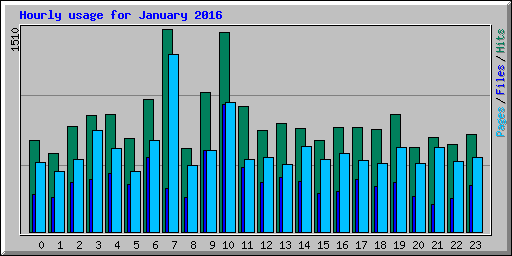 Hourly usage for January 2016
1510
Pages/Files/Hits
0 1 2 3 4 5 6 7 8 9 10 11 12 13 14 15 16 17 18 19 20 21 22 23